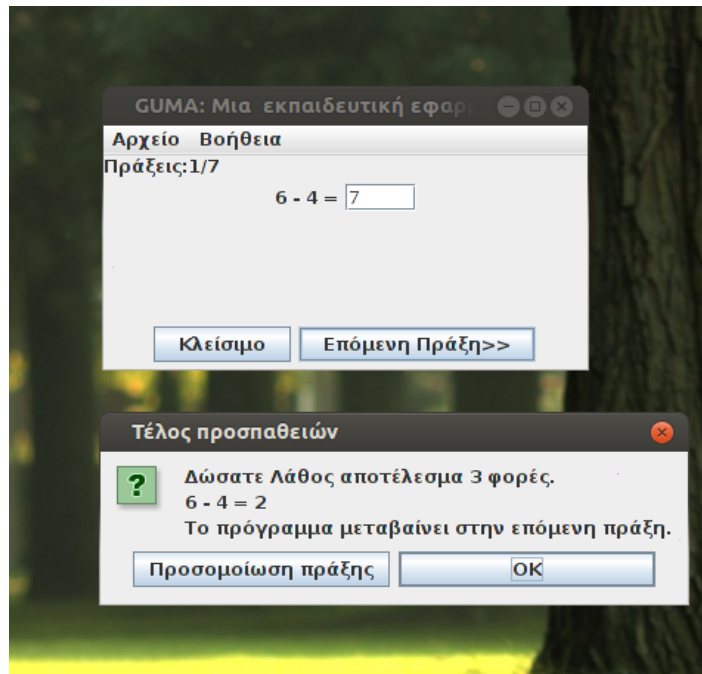 GUMA: Μια εκπαιδευτική
Αρχείο Βοήθεια
Πράξεις:1/7
6 - 4 = 7
Κλείσιμο Επόμενη Πράξη>>
Τέλος προσπαθειών
Δώσατε Λάθος αποτέλεσμα 3 φορές.
6 - 4 = 2
Το πρόγραμμα μεταβαίνει στην επόμενη πράξη.
Προσομοίωση πράξης OK